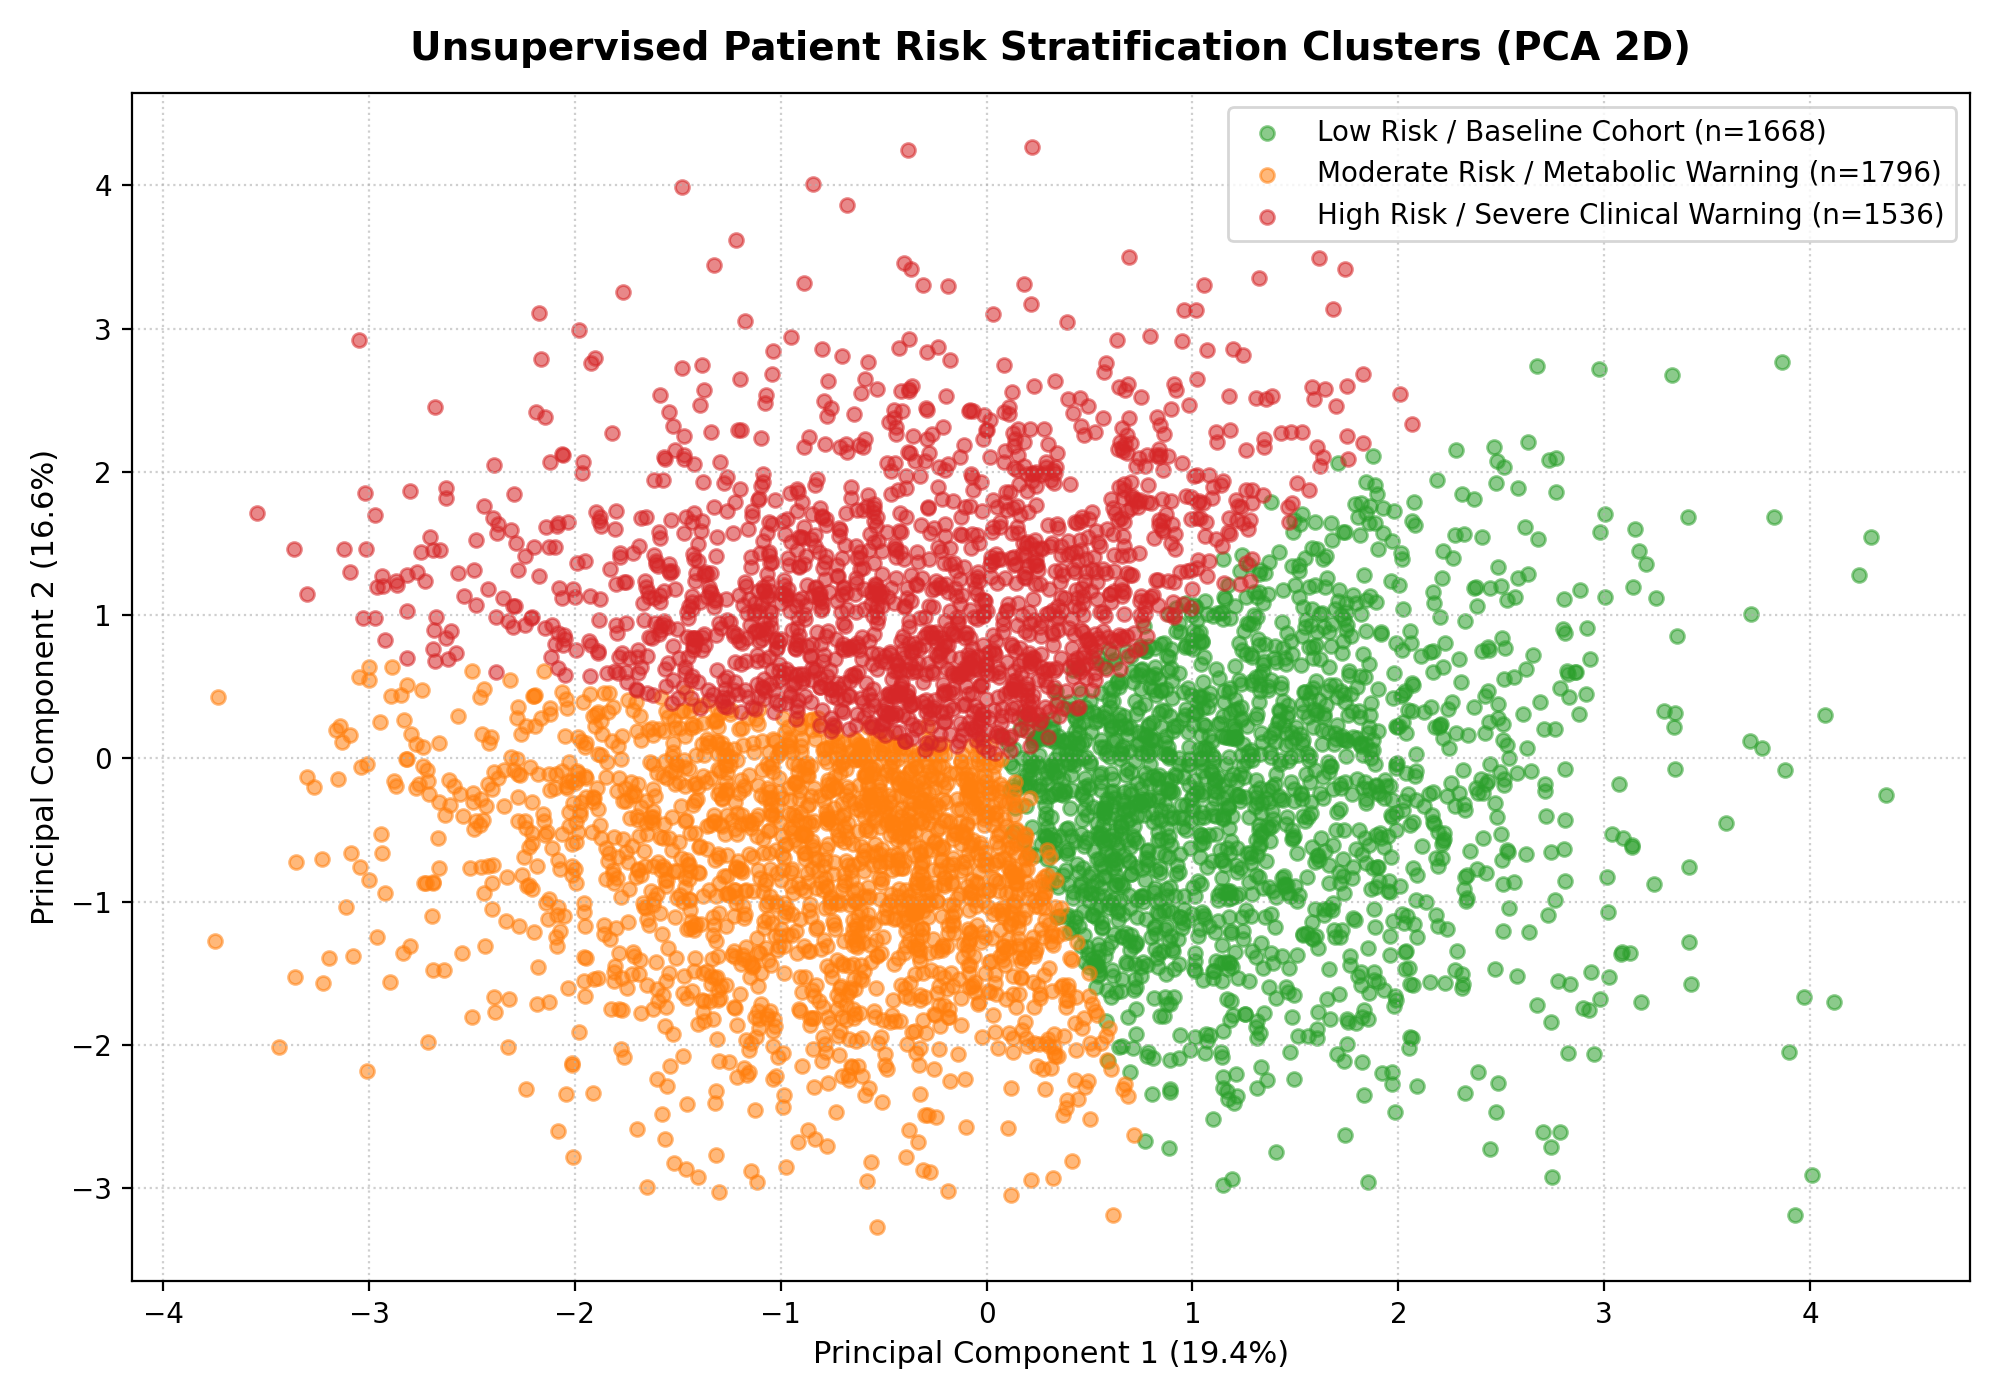 Unsupervised Patient Risk Stratification Clusters (PCA 2D)
Low Risk / Baseline Cohort (n=1668)
Moderate Risk / Metabolic Warning (n=1796)
High Risk / Severe Clinical Warning (n=1536)
Principal Component 2 (16.6%)
4
3
2
1
0
−1
−2
−3
−4 −3 −2 −1 0 1 2 3 4
Principal Component 1 (19.4%)